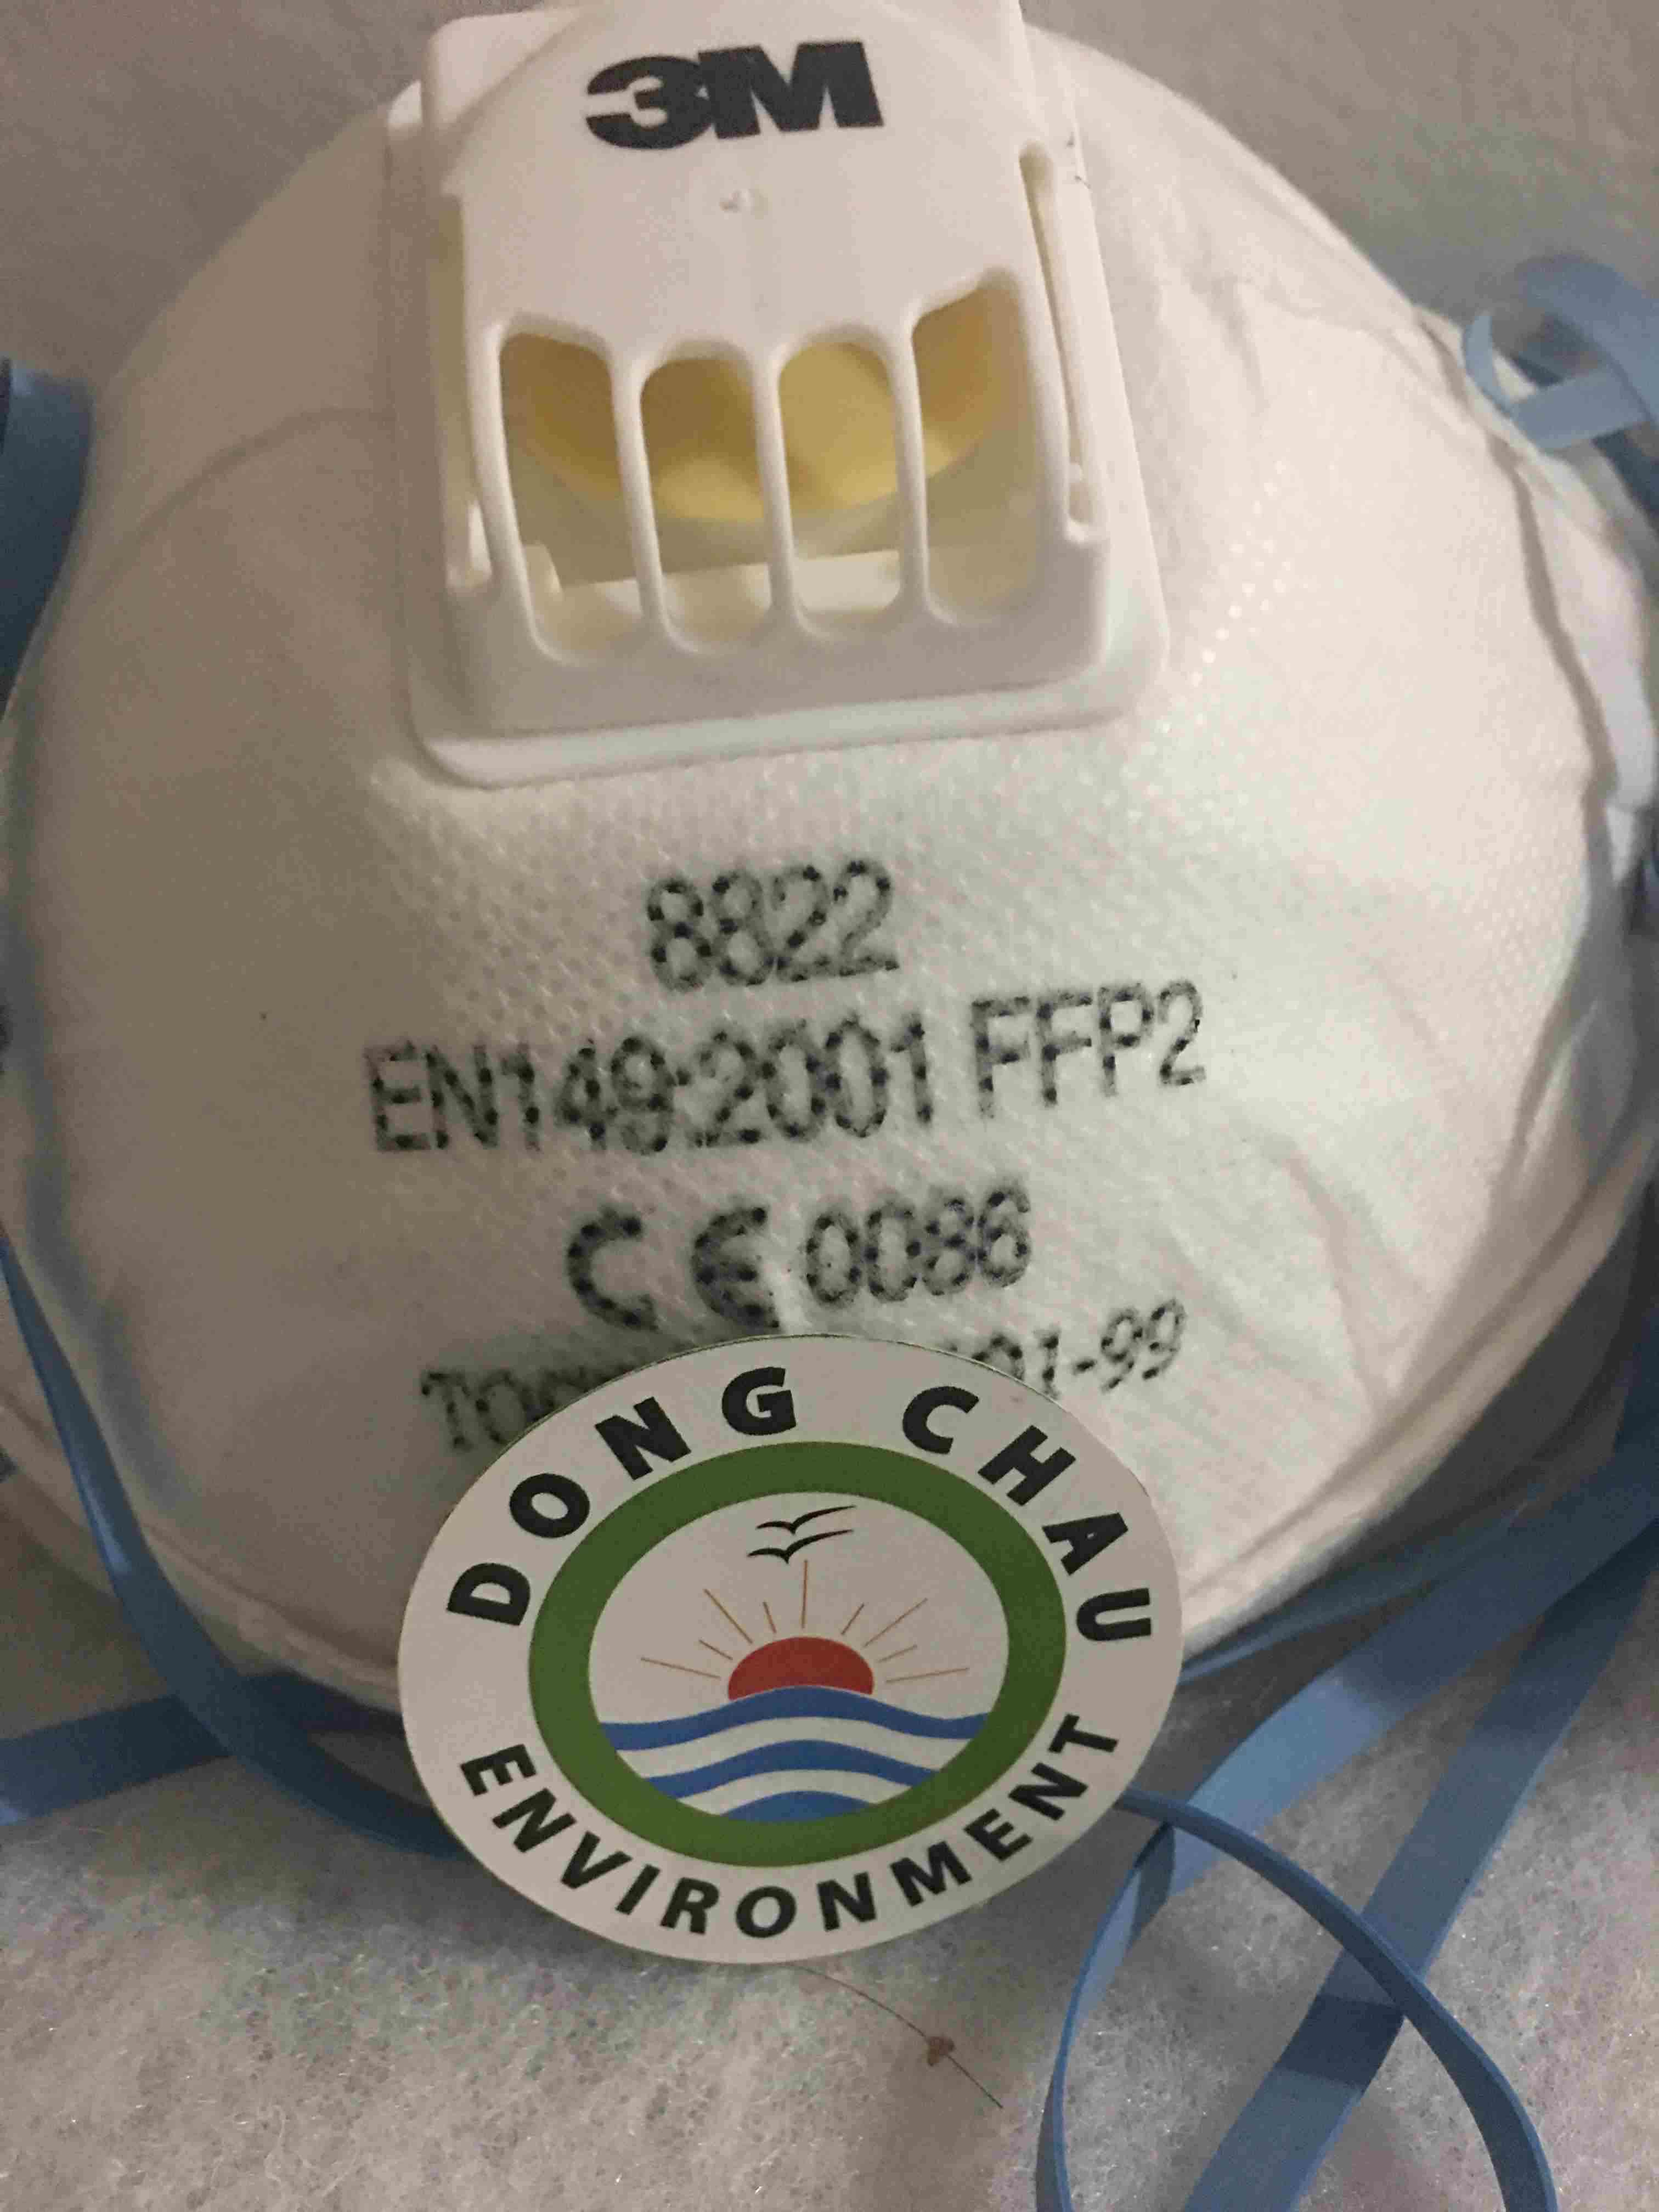 3M
8822
EN149:2001 FFP2
CE 0086
DONG CHAU
ENVIRONMENT